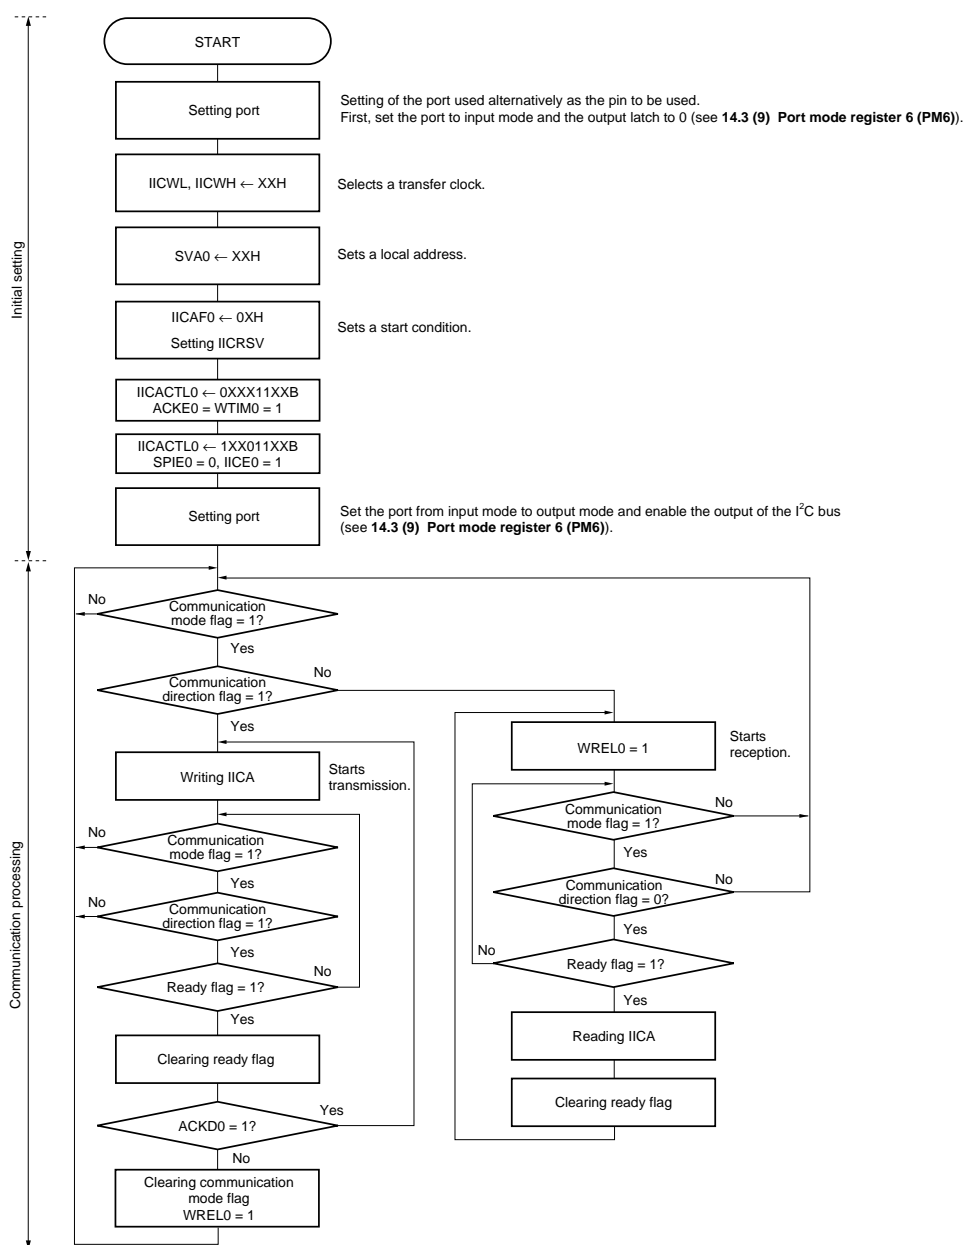 START
Setting port
Setting of the port used alternatively as the pin to be used.
First, set the port to input mode and the output latch to 0 (see 14.3 (9) Port mode register 6 (PM6)).
IICWL, IICWH ← XXH
Selects a transfer clock.
SVA0 ← XXH
Sets a local address.
IICAF0 ← 0XH
Setting IICRSV
Sets a start condition.
IICACTL0 ← 0XXX11XXB
ACKE0 = WTIM0 = 1
IICACTL0 ← 1XX011XXB
SPIE0 = 0, IICE0 = 1
Setting port
Set the port from input mode to output mode and enable the output of the I²C bus
(see 14.3 (9) Port mode register 6 (PM6)).
Initial setting
Communication processing
No
Communication
mode flag = 1?
Yes
Communication
direction flag = 1?
No
Yes
Writing IICA
Starts
transmission.
No
Communication
mode flag = 1?
Yes
No
Communication
direction flag = 1?
Yes
Ready flag = 1?
No
Yes
Clearing ready flag
ACKD0 = 1?
Yes
No
Clearing communication
mode flag
WREL0 = 1
WREL0 = 1
Starts
reception.
Communication
mode flag = 1?
No
Yes
Communication
direction flag = 0?
No
Yes
No
Ready flag = 1?
Yes
Reading IICA
Clearing ready flag